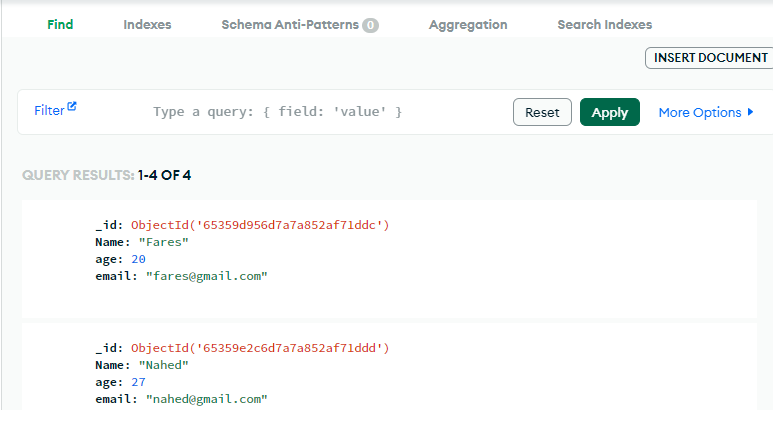 Find Indexes Schema Anti-Patterns 0 Aggregation Search Indexes
INSERT DOCUMENT
Filter Type a query: { field: 'value' } Reset Apply More Options
QUERY RESULTS: 1-4 OF 4
_id: ObjectId('65359d956d7a7a852af71ddc')
Name: "Fares"
age: 20
email: "fares@gmail.com"
_id: ObjectId('65359e2c6d7a7a852af71ddd')
Name: "Nahed"
age: 27
email: "nahed@gmail.com"